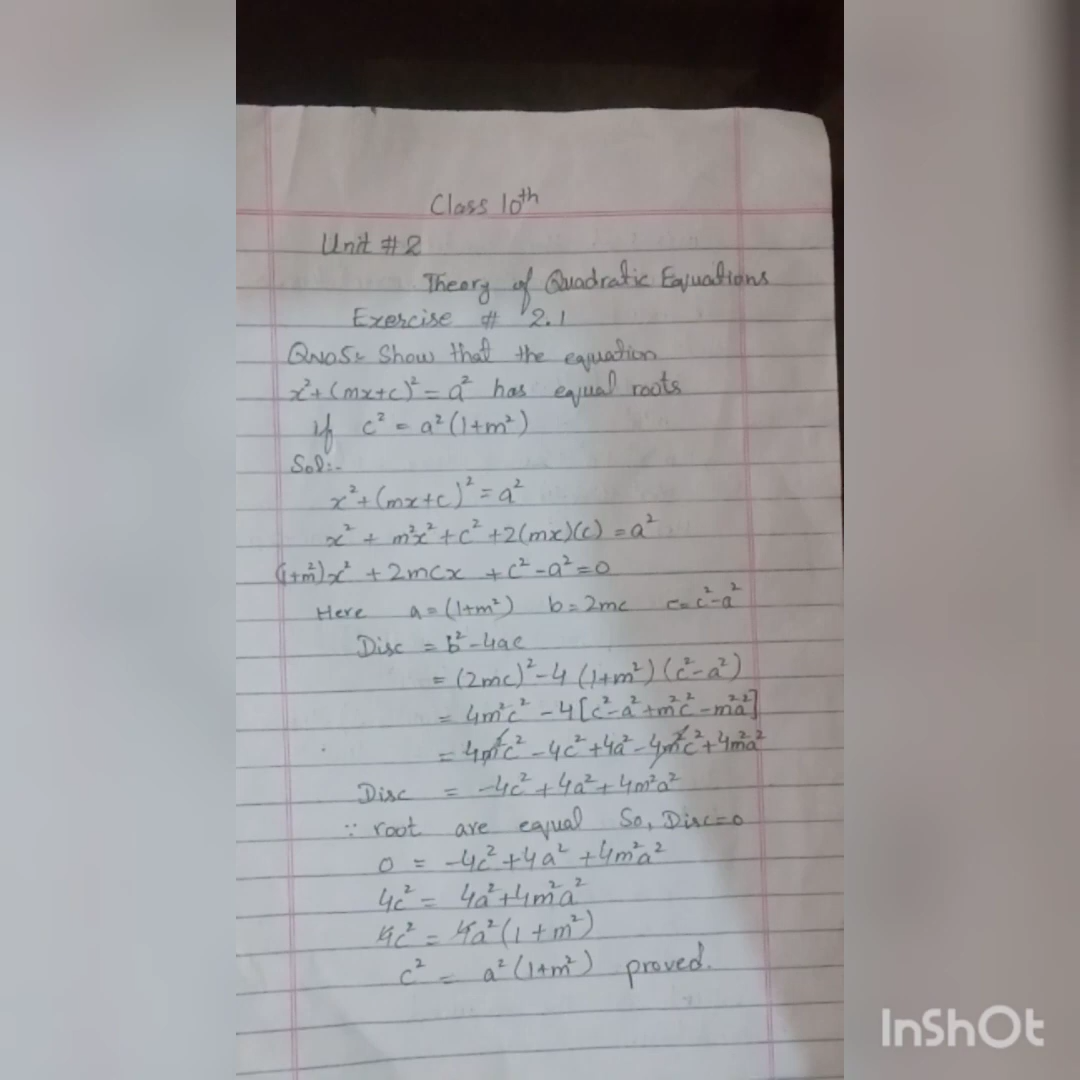 Class 10th
Unit # 2
Theory of Quadratic Equations
Exercise # 2.1
QNo5:- Show that the equation
x²+(mx+c)² = a² has equal roots
if c² = a²(1+m²)
Sol:-
x²+(mx+c)² = a²
x² + m²x² + c² + 2(mx)(c) = a²
(1+m²)x² + 2mcx + c² - a² = 0
Here a = (1+m²) b = 2mc c = c² - a²
Disc = b² - 4ac
= (2mc)² - 4 (1+m²) (c² - a²)
= 4m²c² - 4[c² - a² + m²c² - m²a²]
= 4m²c² - 4c² + 4a² - 4m²c² + 4m²a²
Disc = -4c² + 4a² + 4m²a²
∵ root are equal So, Disc=0
0 = -4c² + 4a² + 4m²a²
4c² = 4a² + 4m²a²
4c² = 4a²(1+m²)
c² = a²(1+m²) proved.
InShOt